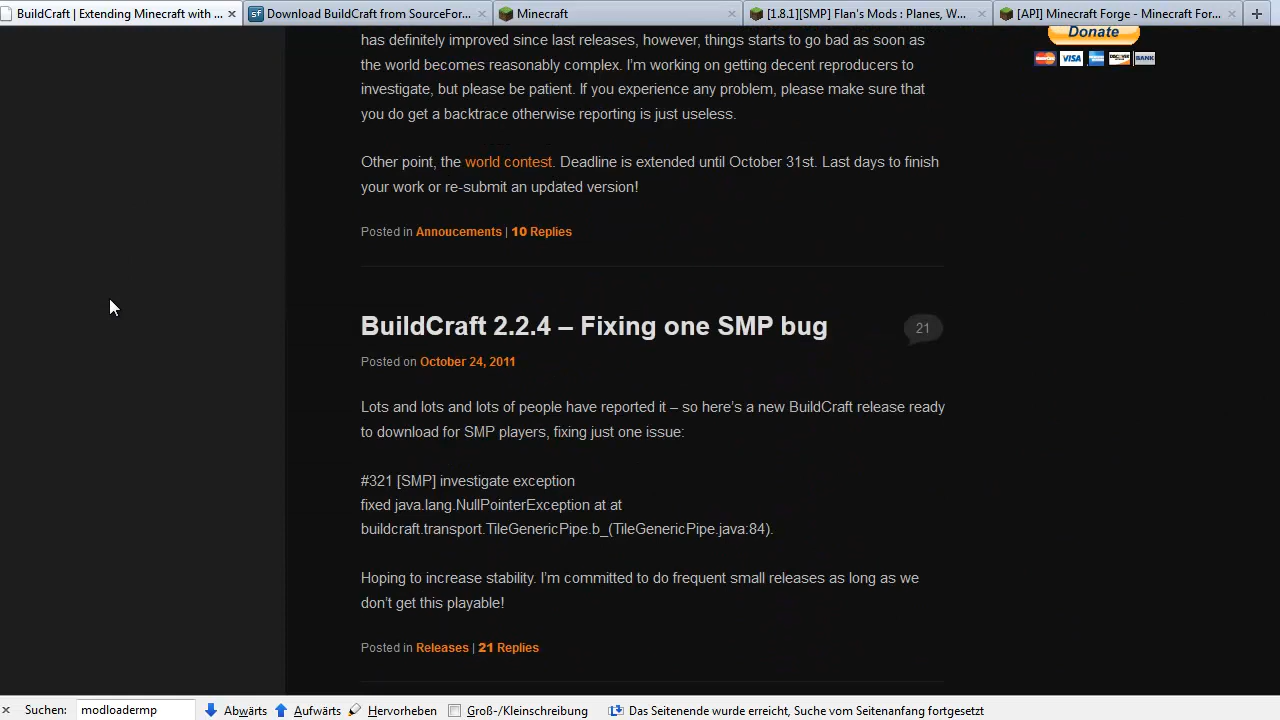 BuildCraft | Extending Minecraft with ...
Download BuildCraft from SourceFor...
Minecraft
[1.8.1][SMP] Flan's Mods : Planes, W...
[API] Minecraft Forge - Minecraft For...
Donate
MasterCard VISA DISCOVER BANK
has definitely improved since last releases, however, things starts to go bad as soon as
the becomes reasonably complex. I'm working on getting decent reproducers to
investigate, but please be patient. If you experience any problem, please make sure that
you do get a backtrace otherwise reporting is just useless.
Other point, the world contest. Deadline is extended until October 31st. Last days to finish
your work or re-submit an updated version!
Posted in Annoucements | 10 Replies
BuildCraft 2.2.4 – Fixing one SMP bug
21
Posted on October 24, 2011
Lots and lots and lots of people have reported it – so here's a new BuildCraft release ready
to download for SMP players, fixing just one issue:
#321 [SMP] investigate exception
fixed java.lang.NullPointerException at at
buildcraft.transport.TileGenericPipe.b_(TileGenericPipe.java:84).
Hoping to increase stability. I'm committed to do frequent small releases as long as we
don't get this playable!
Posted in Releases | 21 Replies
Suchen: modloadermp Abwärts Aufwärts Hervorheben Groß-/Kleinschreibung Das Seitenende wurde erreicht, Suche vom Seitenanfang fortgesetzt